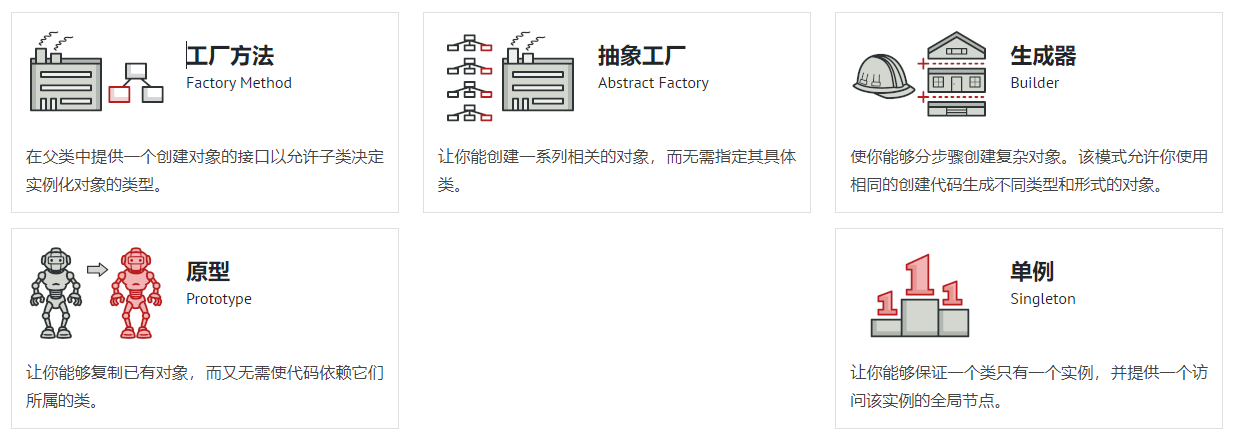 工厂方法
Factory Method
在父类中提供一个创建对象的接口以允许子类决定
实例化对象的类型。
抽象工厂
Abstract Factory
让你能创建一系列相关的对象，而无需指定其具体
类。
生成器
Builder
使你能够分步骤创建复杂对象。该模式允许你使用
相同的创建代码生成不同类型和形式的对象。
原型
Prototype
让你能够复制已有对象，而又无需使代码依赖它们
所属的类。
1 1 1
单例
Singleton
让你能够保证一个类只有一个实例，并提供一个访
问该实例的全局节点。